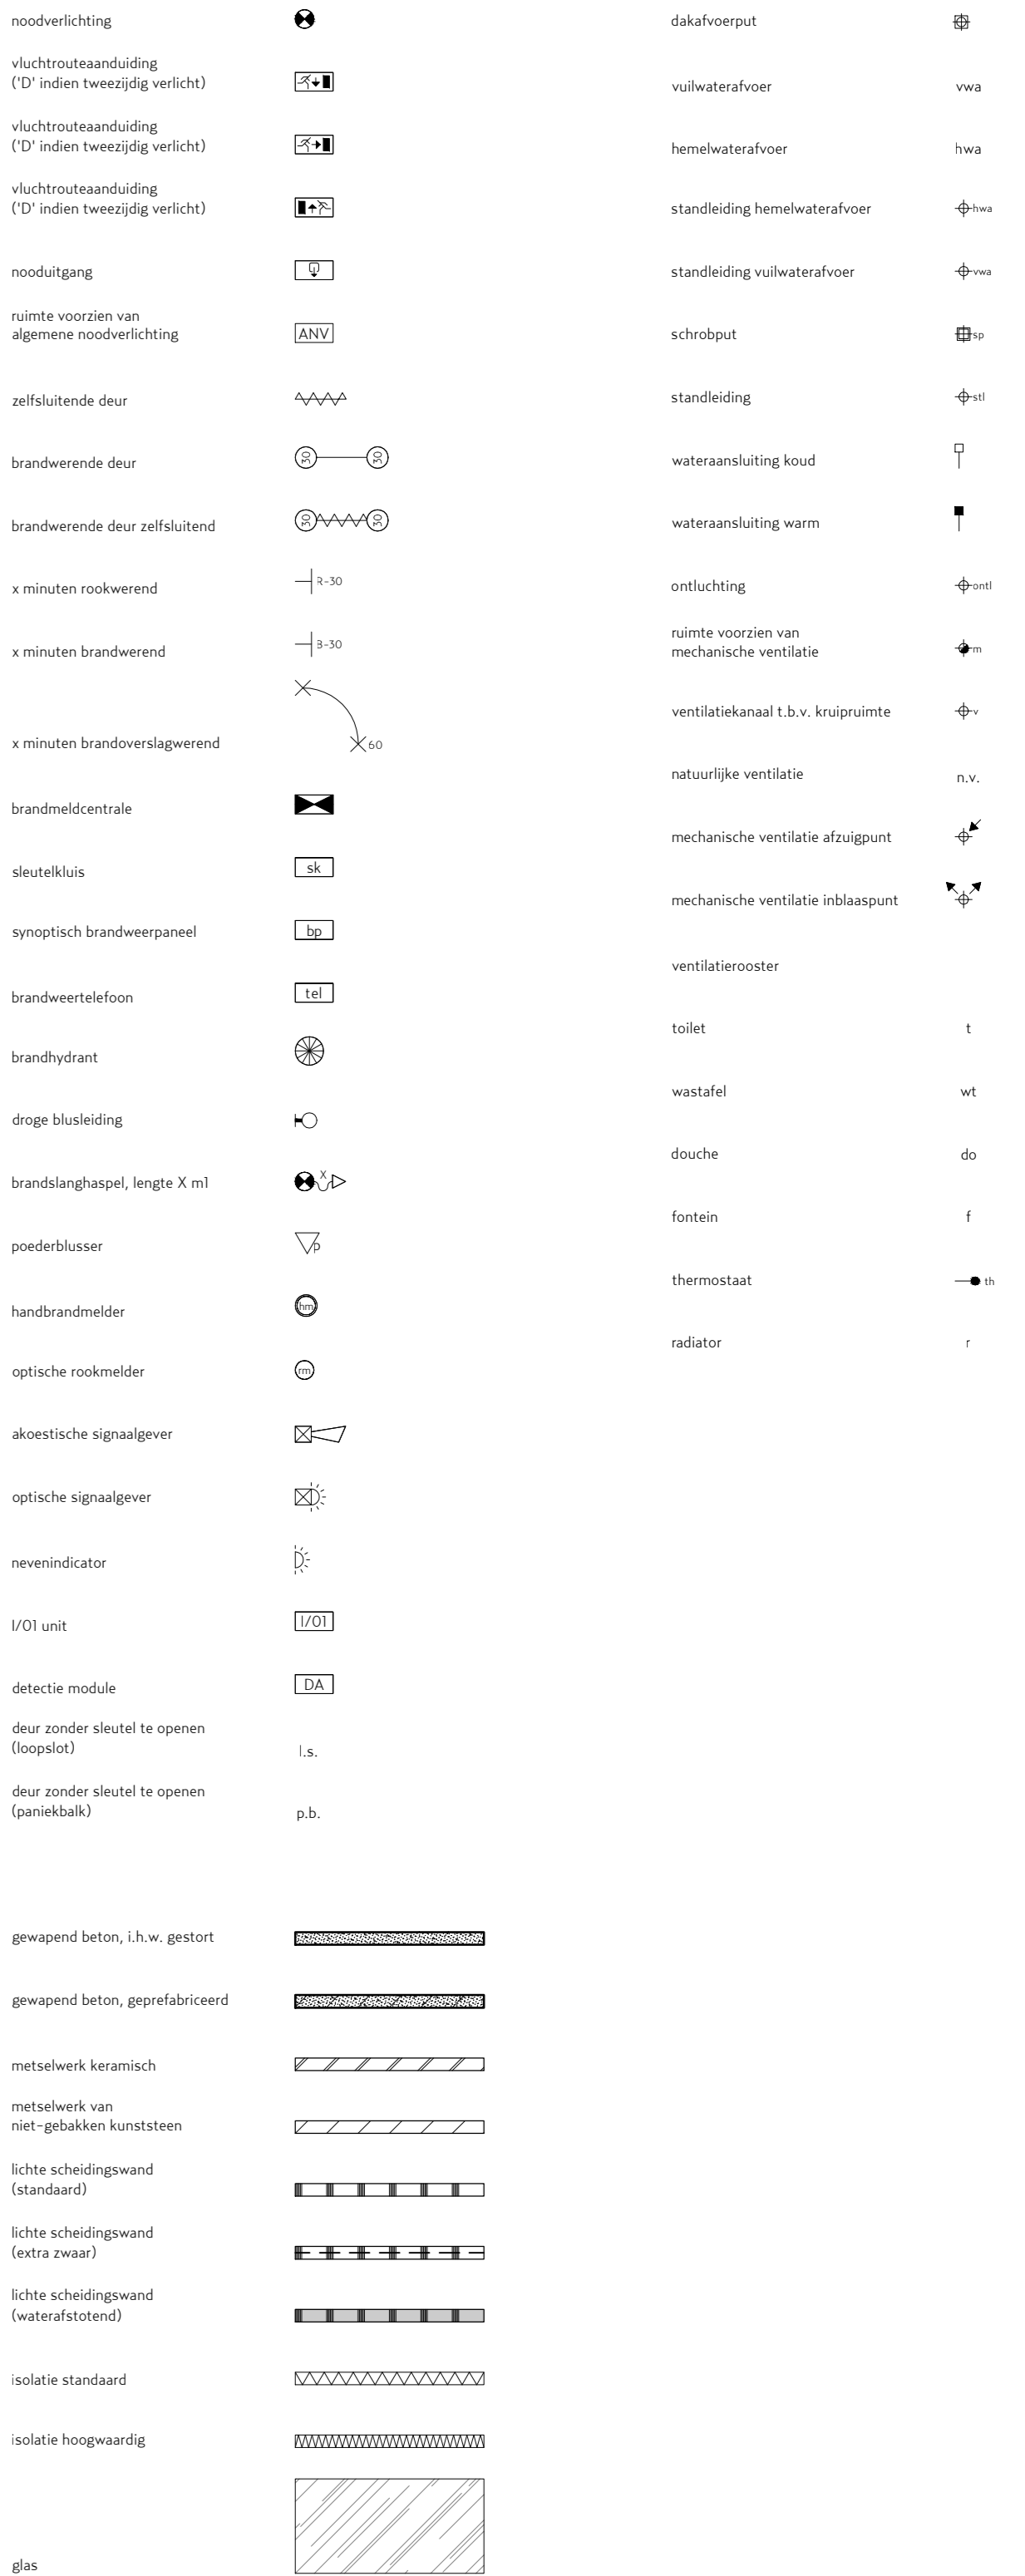 noodverlichting
vluchtrouteaanduiding
('D' indien tweezijdig verlicht)
vluchtrouteaanduiding
('D' indien tweezijdig verlicht)
vluchtrouteaanduiding
('D' indien tweezijdig verlicht)
nooduitgang
ruimte voorzien van
algemene noodverlichting ANV
zelfsluitende deur
brandwerende deur 30 30
brandwerende deur zelfsluitend 30 30
x minuten rookwerend R-30
x minuten brandwerend B-30
x minuten brandoverslagwerend 60
brandmeldcentrale
sleutelkluis sk
synoptisch brandweerpaneel bp
brandweertelefoon tel
brandhydrant
droge blusleiding
brandslanghaspel, lengte X m1 X
poederblusser p
handbrandmelder hm
optische rookmelder rm
akoestische signaalgever
optische signaalgever
nevenindicator
I/01 unit I/01
detectie module DA
deur zonder sleutel te openen
(loopslot) l.s.
deur zonder sleutel te openen
(paniekbalk) p.b.
gewapend beton, i.h.w. gestort
gewapend beton, geprefabriceerd
metselwerk keramisch
metselwerk van
niet-gebakken kunststeen
lichte scheidingswand
(standaard)
lichte scheidingswand
(extra zwaar)
lichte scheidingswand
(waterafstotend)
isolatie standaard
isolatie hoogwaardig
glas
dakafvoerput
vuilwaterafvoer vwa
hemelwaterafvoer hwa
standleiding hemelwaterafvoer hwa
standleiding vuilwaterafvoer vwa
schrobput sp
standleiding stl
wateraansluiting koud
wateraansluiting warm
ontluchting ontl
ruimte voorzien van
mechanische ventilatie m
ventilatiekanaal t.b.v. kruipruimte v
natuurlijke ventilatie n.v.
mechanische ventilatie afzuigpunt
mechanische ventilatie inblaaspunt
ventilatierooster
toilet t
wastafel wt
douche do
fontein f
thermostaat th
radiator r